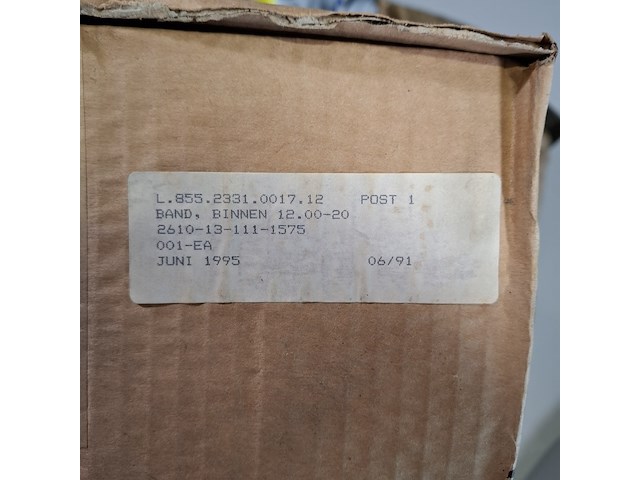 L.855.2331.0017.12 POST 1
BAND, BINNEN 12.00-20
2610-13-111-1575
001-EA
JUNI 1995 06/91